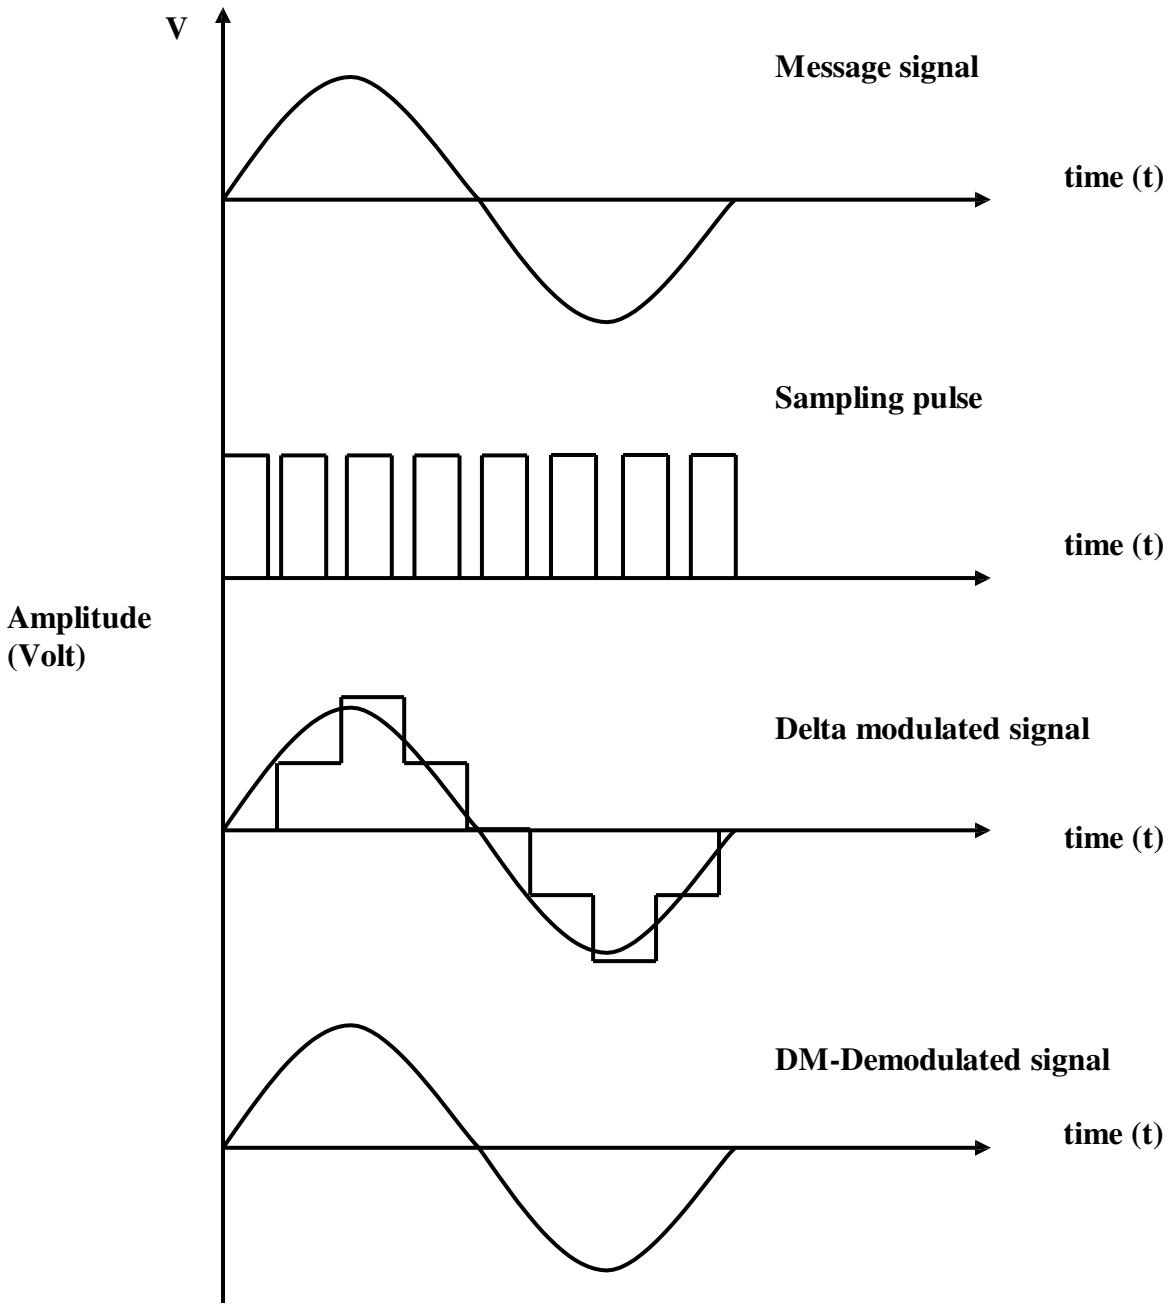 V
Message signal
time (t)
Sampling pulse
time (t)
Amplitude
(Volt)
Delta modulated signal
time (t)
DM-Demodulated signal
time (t)